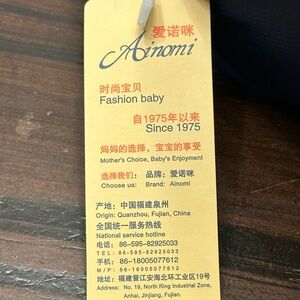 爱诺咪
Ainomi
时尚宝贝
Fashion baby
自1975年以来
Since 1975
妈妈的选择，宝宝的享受
Mother's Choice, Baby's Enjoyment
选择我们： 品牌：爱诺咪
Choose us: Brand: Ainomi
产地：中国福建泉州
Origin: Quanzhou, Fujian, China
全国统一服务热线
National service hotline
电话：86-595-82925033
TEL：86-595-82925033
手机：86-18005077612
M/P：86-18005077612
地址：福建晋江安海北环工业区19号
Address: No. 19, North Ring Industrial Zone,
Anhai, Jinjiang, Fujian.